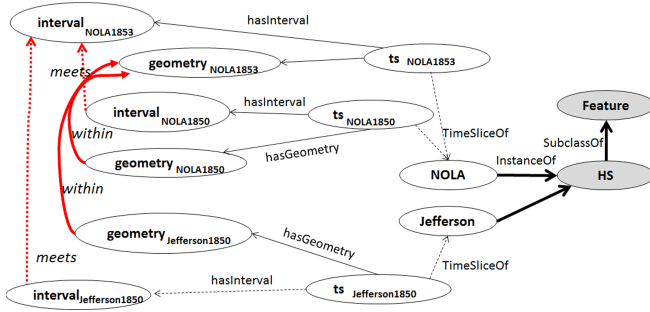 interval NOLA1853
hasInterval
geometry NOLA1853
ts NOLA1853
meets
interval NOLA1850
hasInterval
ts NOLA1850
Feature
within
hasGeometry
TimeSliceOf
SubclassOf
geometry NOLA1850
NOLA
InstanceOf
HS
within
Jefferson
geometry Jefferson1850
hasGeometry
meets
TimeSliceOf
hasInterval
interval Jefferson1850
ts Jefferson1850